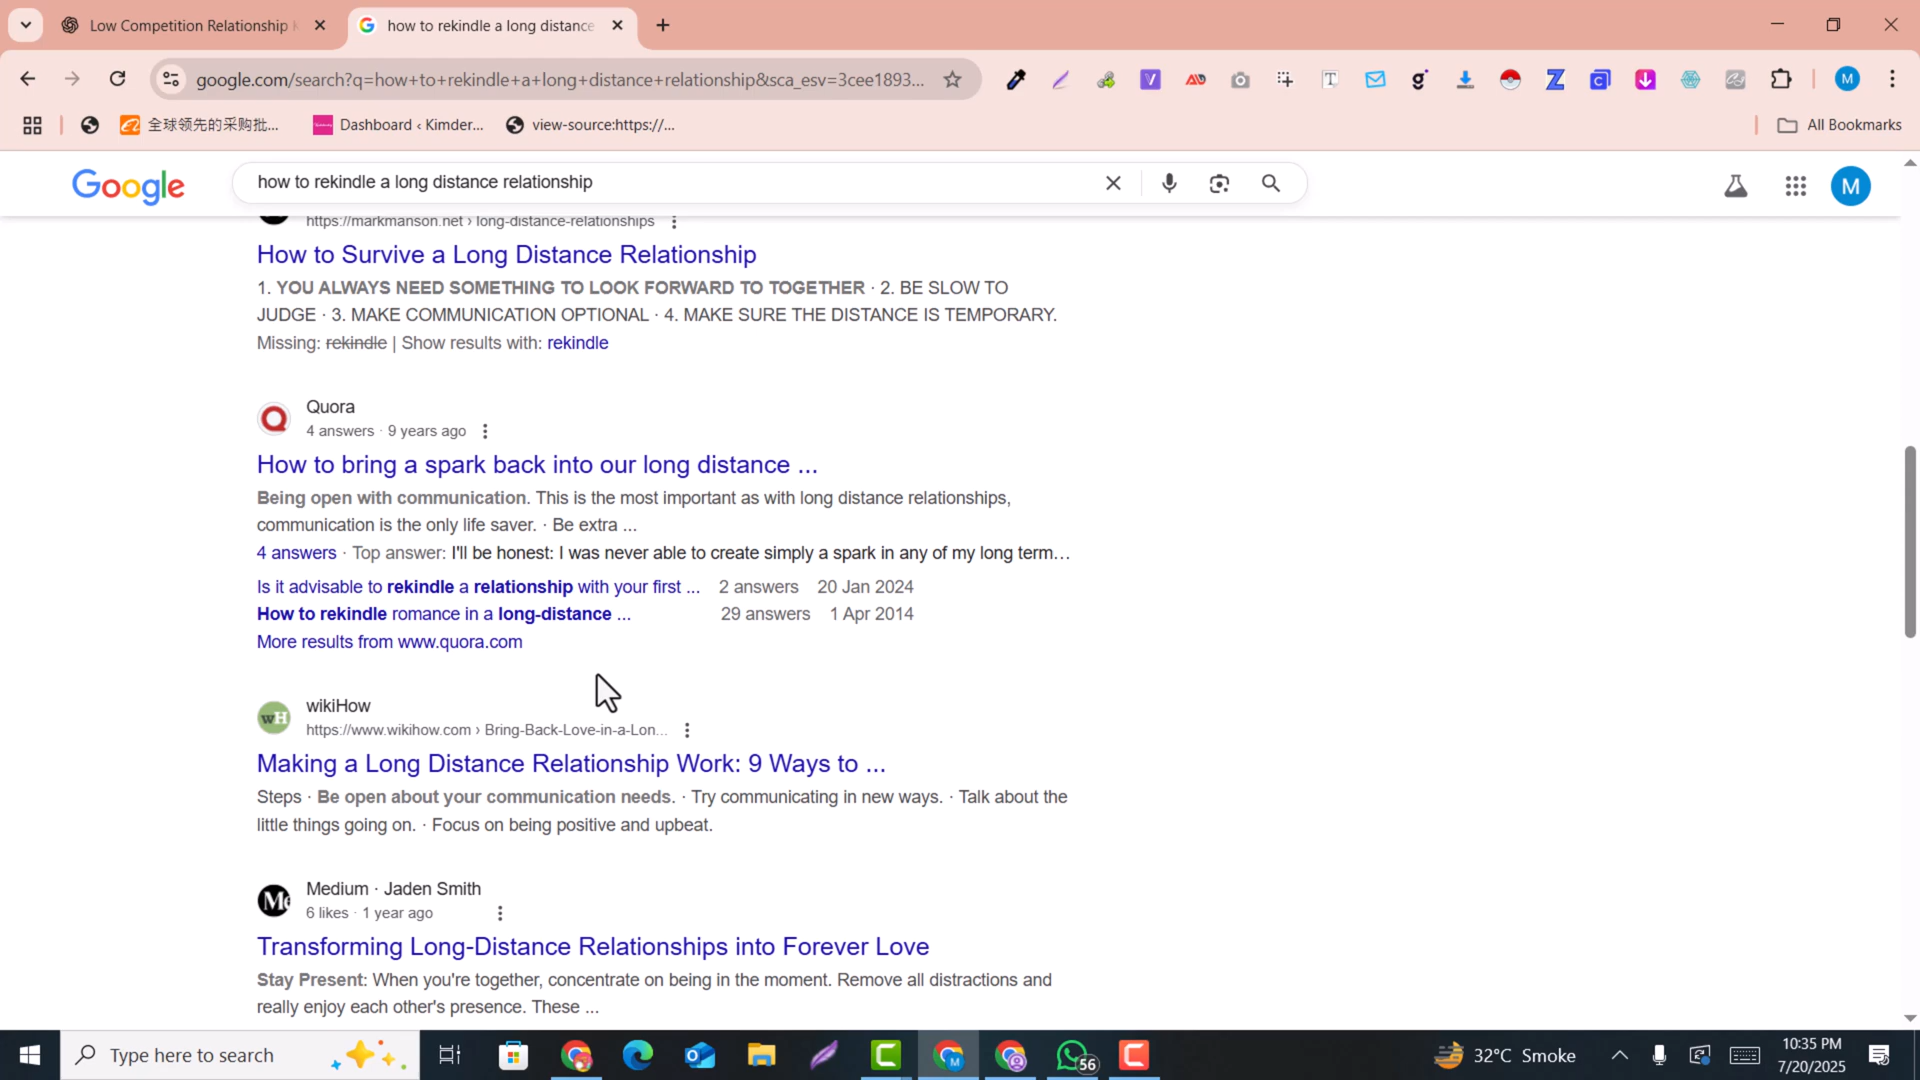 Low Competition Relationship
how to rekindle a long distance
google.com/search?q=how+to+rekindle+a+long+distance+relationship&sca_esv=3cee1893...
M
全球领先的采购批...
Dashboard ‹ Kimder...
view-source:https://...
All Bookmarks
Google
how to rekindle a long distance relationship
M
https://markmanson.net › long-distance-relationships
How to Survive a Long Distance Relationship
1. YOU ALWAYS NEED SOMETHING TO LOOK FORWARD TO TOGETHER · 2. BE SLOW TO
JUDGE · 3. MAKE COMMUNICATION OPTIONAL · 4. MAKE SURE THE DISTANCE IS TEMPORARY.
Missing: rekindle | Show results with: rekindle
Quora
4 answers · 9 years ago
How to bring a spark back into our long distance ...
Being open with communication. This is the most important as with long distance relationships,
communication is the only life saver. · Be extra ...
4 answers · Top answer: I'll be honest: I was never able to create simply a spark in any of my long term...
Is it advisable to rekindle a relationship with your first ... 2 answers 20 Jan 2024
How to rekindle romance in a long-distance ... 29 answers 1 Apr 2014
More results from www.quora.com
wH
wikiHow
https://www.wikihow.com › Bring-Back-Love-in-a-Lon...
Making a Long Distance Relationship Work: 9 Ways to ...
Steps · Be open about your communication needs. · Try communicating in new ways. · Talk about the
little things going on. · Focus on being positive and upbeat.
Medium · Jaden Smith
6 likes · 1 year ago
Transforming Long-Distance Relationships into Forever Love
Stay Present: When you're together, concentrate on being in the moment. Remove all distractions and
really enjoy each other's presence. These ...
Type here to search
56
32°C Smoke
10:35 PM
7/20/2025